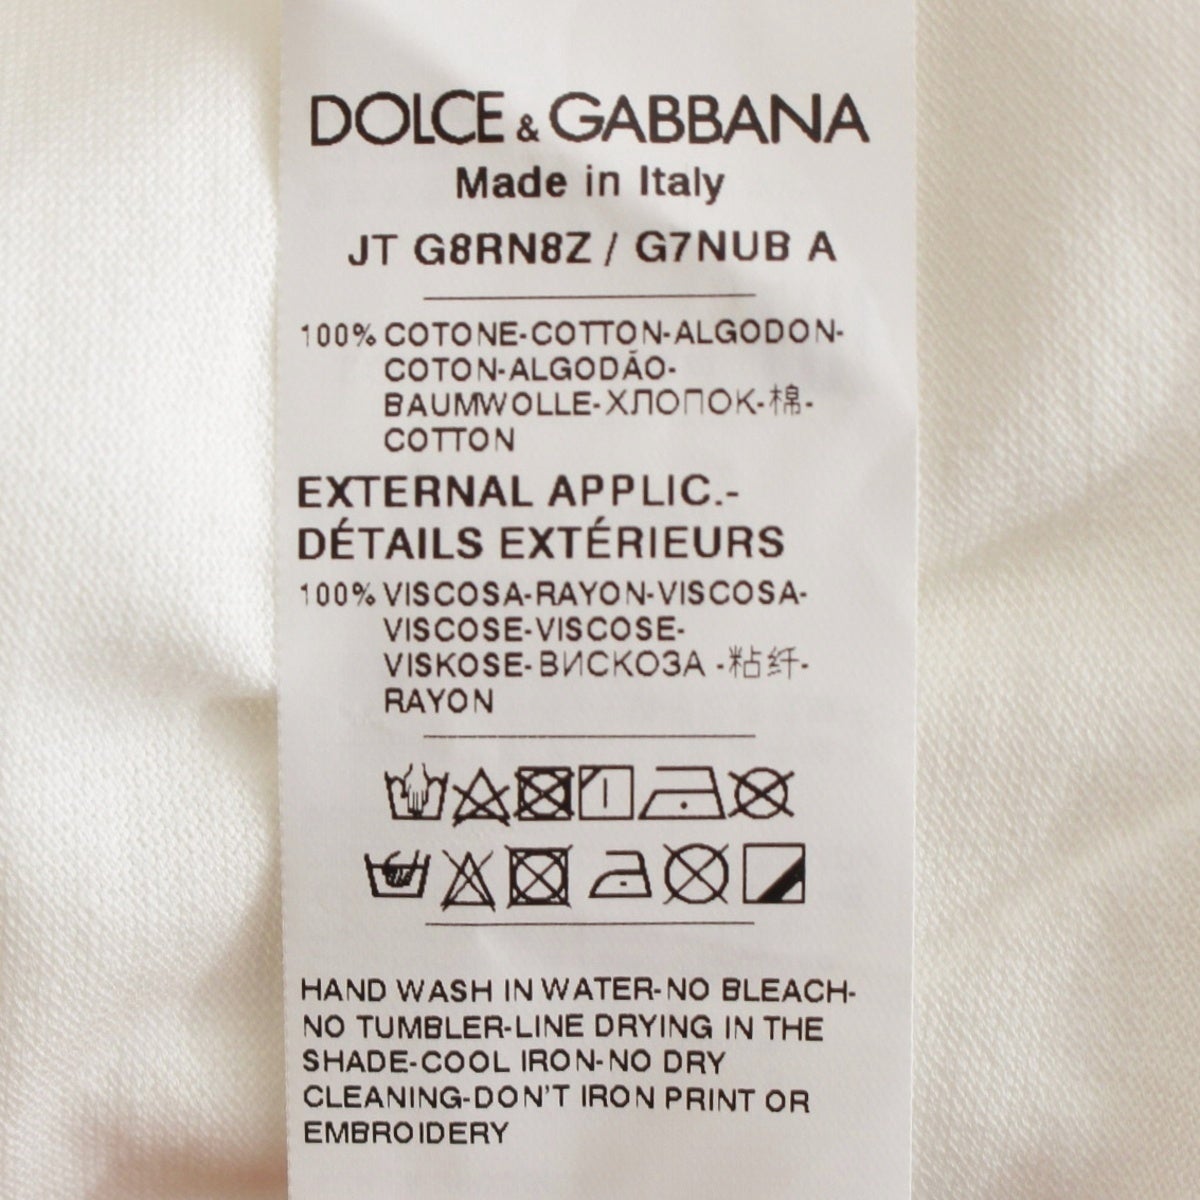 DOLCE & GABBANA
Made in Italy
JT G8RN8Z / G7NUB A
100% COTONE-COTTON-ALGODON-
COTON-ALGODÃO-
BAUMWOLLE-ХЛОПОК-棉-
COTTON
EXTERNAL APPLIC.-
DÉTAILS EXTÉRIEURS
100% VISCOSA-RAYON-VISCOSA-
VISCOSE-VISCOSE-
VISKOSE-ВИСКОЗА -粘纤-
RAYON
HAND WASH IN WATER-NO BLEACH-
NO TUMBLER-LINE DRYING IN THE
SHADE-COOL IRON-NO DRY
CLEANING-DON'T IRON PRINT OR
EMBROIDERY